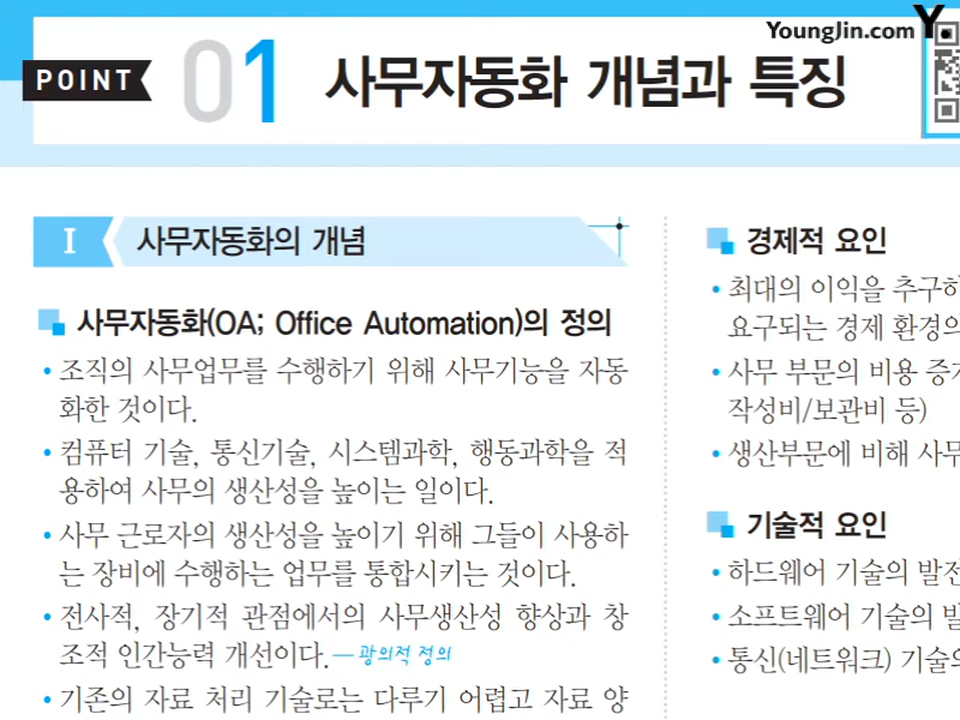 YoungJin.com Y.
POINT 01 사무자동화 개념과 특징
I 사무자동화의 개념
사무자동화(OA; Office Automation)의 정의
• 조직의 사무업무를 수행하기 위해 사무기능을 자동
화한 것이다.
• 컴퓨터 기술, 통신기술, 시스템과학, 행동과학을 적
용하여 사무의 생산성을 높이는 일이다.
• 사무 근로자의 생산성을 높이기 위해 그들이 사용하
는 장비에 수행하는 업무를 통합시키는 것이다.
• 전사적, 장기적 관점에서의 사무생산성 향상과 창
조적 인간능력 개선이다. ― 광의적 정의
• 기존의 자료 처리 기술로는 다루기 어렵고 자료 양
경제적 요인
• 최대의 이익을 추구하
요구되는 경제 환경의
• 사무 부문의 비용 증가
작성비/보관비 등)
• 생산부문에 비해 사무
기술적 요인
• 하드웨어 기술의 발전
• 소프트웨어 기술의 발
• 통신(네트워크) 기술의